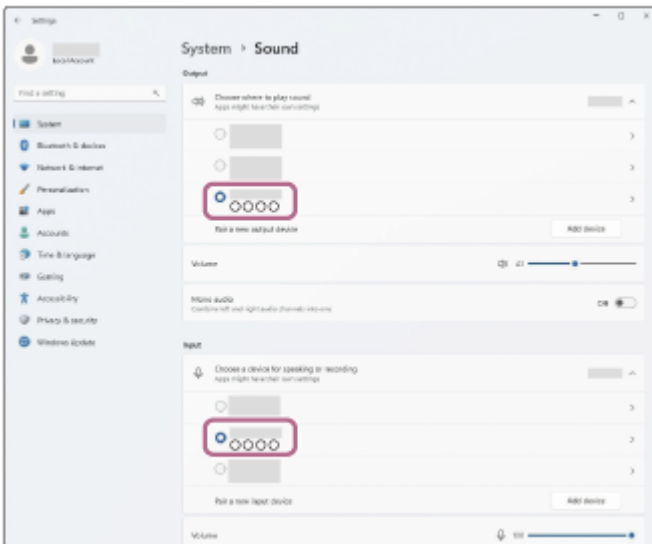 Settings
Local Account
Find a setting
System
Bluetooth & devices
Network & internet
Personalization
Apps
Accounts
Time & language
Gaming
Accessibility
Privacy & security
Windows Update
System > Sound
Output
Choose where to play sound
Apps might have their own settings
○○○○
Pair a new output device
Add device
Volume
Mono audio
Combine left and right audio channels into one
Off
Input
Choose a device for speaking or recording
Apps might have their own settings
○○○○
Pair a new input device
Add device
Volume